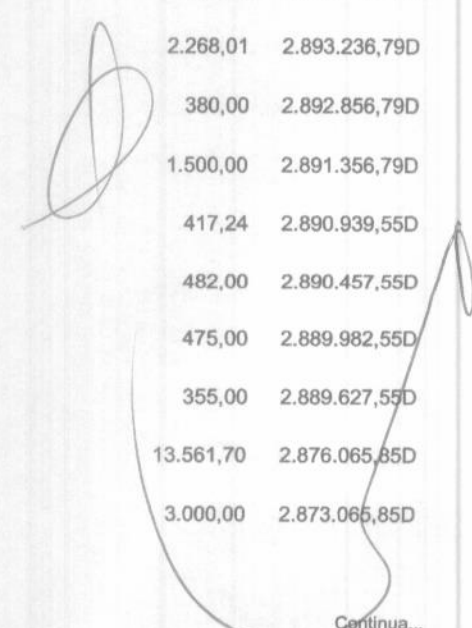 2.268,01 2.893.236,79D
380,00 2.892.856,79D
1.500,00 2.891.356,79D
417,24 2.890.939,55D
482,00 2.890.457,55D
475,00 2.889.982,55D
355,00 2.889.627,55D
13.561,70 2.876.065,85D
3.000,00 2.873.065,85D
Continua...